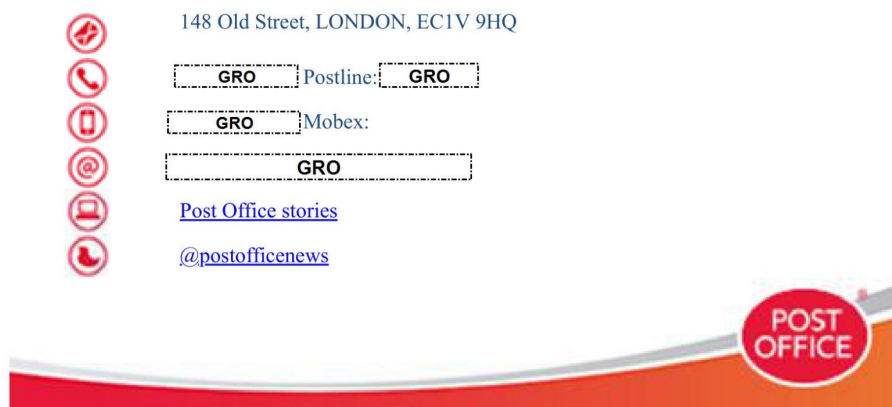 148 Old Street, LONDON, EC1V 9HQ
GRO Postline: GRO
GRO Mobex:
GRO
Post Office stories
@postofficenews
POST
OFFICE